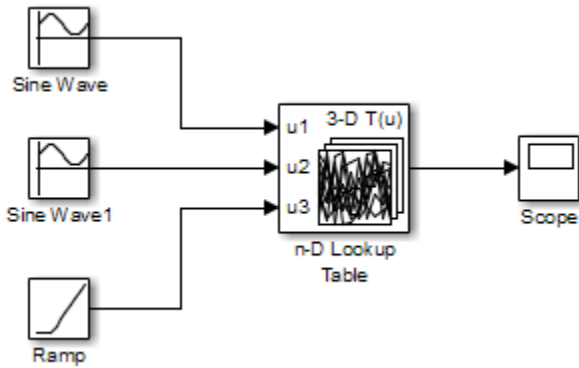 Sine Wave
3-D T(u)
u1
u2
u3
Sine Wave1
Scope
n-D Lookup
Table
Ramp